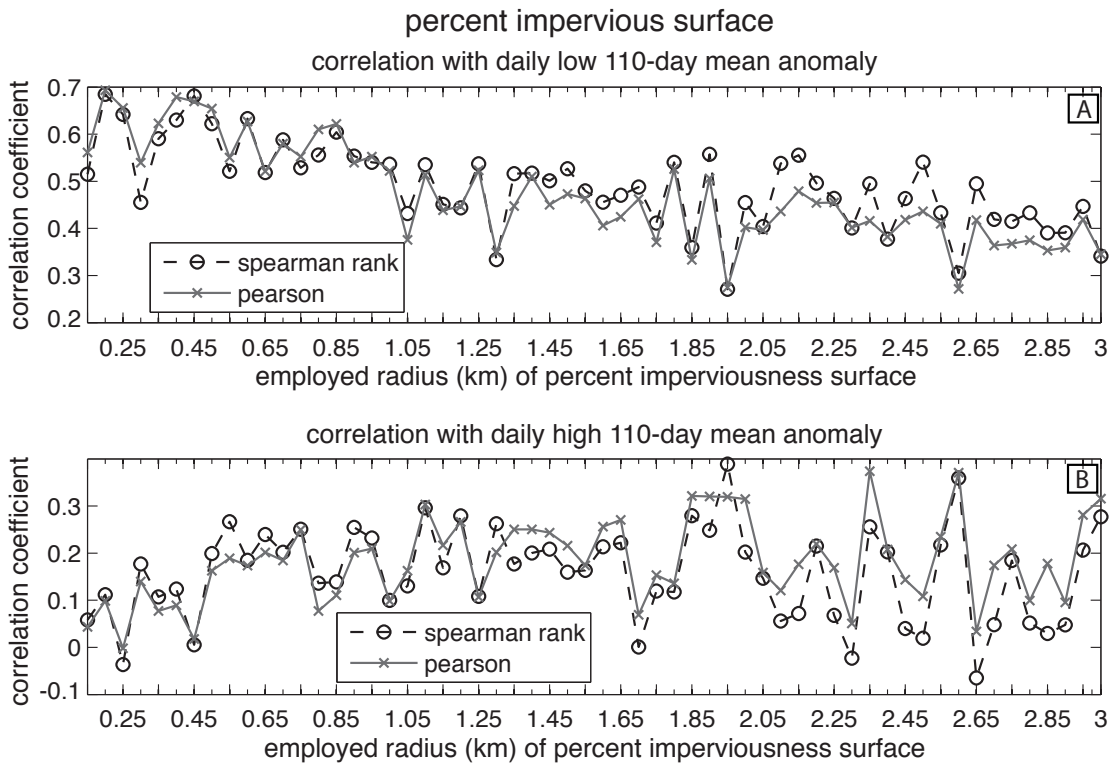 percent impervious surface
correlation with daily low 110-day mean anomaly
A
correlation coefficient
0.7
0.6
0.5
0.4
0.3
0.2
spearman rank
pearson
0.25 0.45 0.65 0.85 1.05 1.25 1.45 1.65 1.85 2.05 2.25 2.45 2.65 2.85 3
employed radius (km) of percent imperviousness surface
correlation with daily high 110-day mean anomaly
B
correlation coefficient
0.3
0.2
0.1
0
-0.1
spearman rank
pearson
0.25 0.45 0.65 0.85 1.05 1.25 1.45 1.65 1.85 2.05 2.25 2.45 2.65 2.85 3
employed radius (km) of percent imperviousness surface